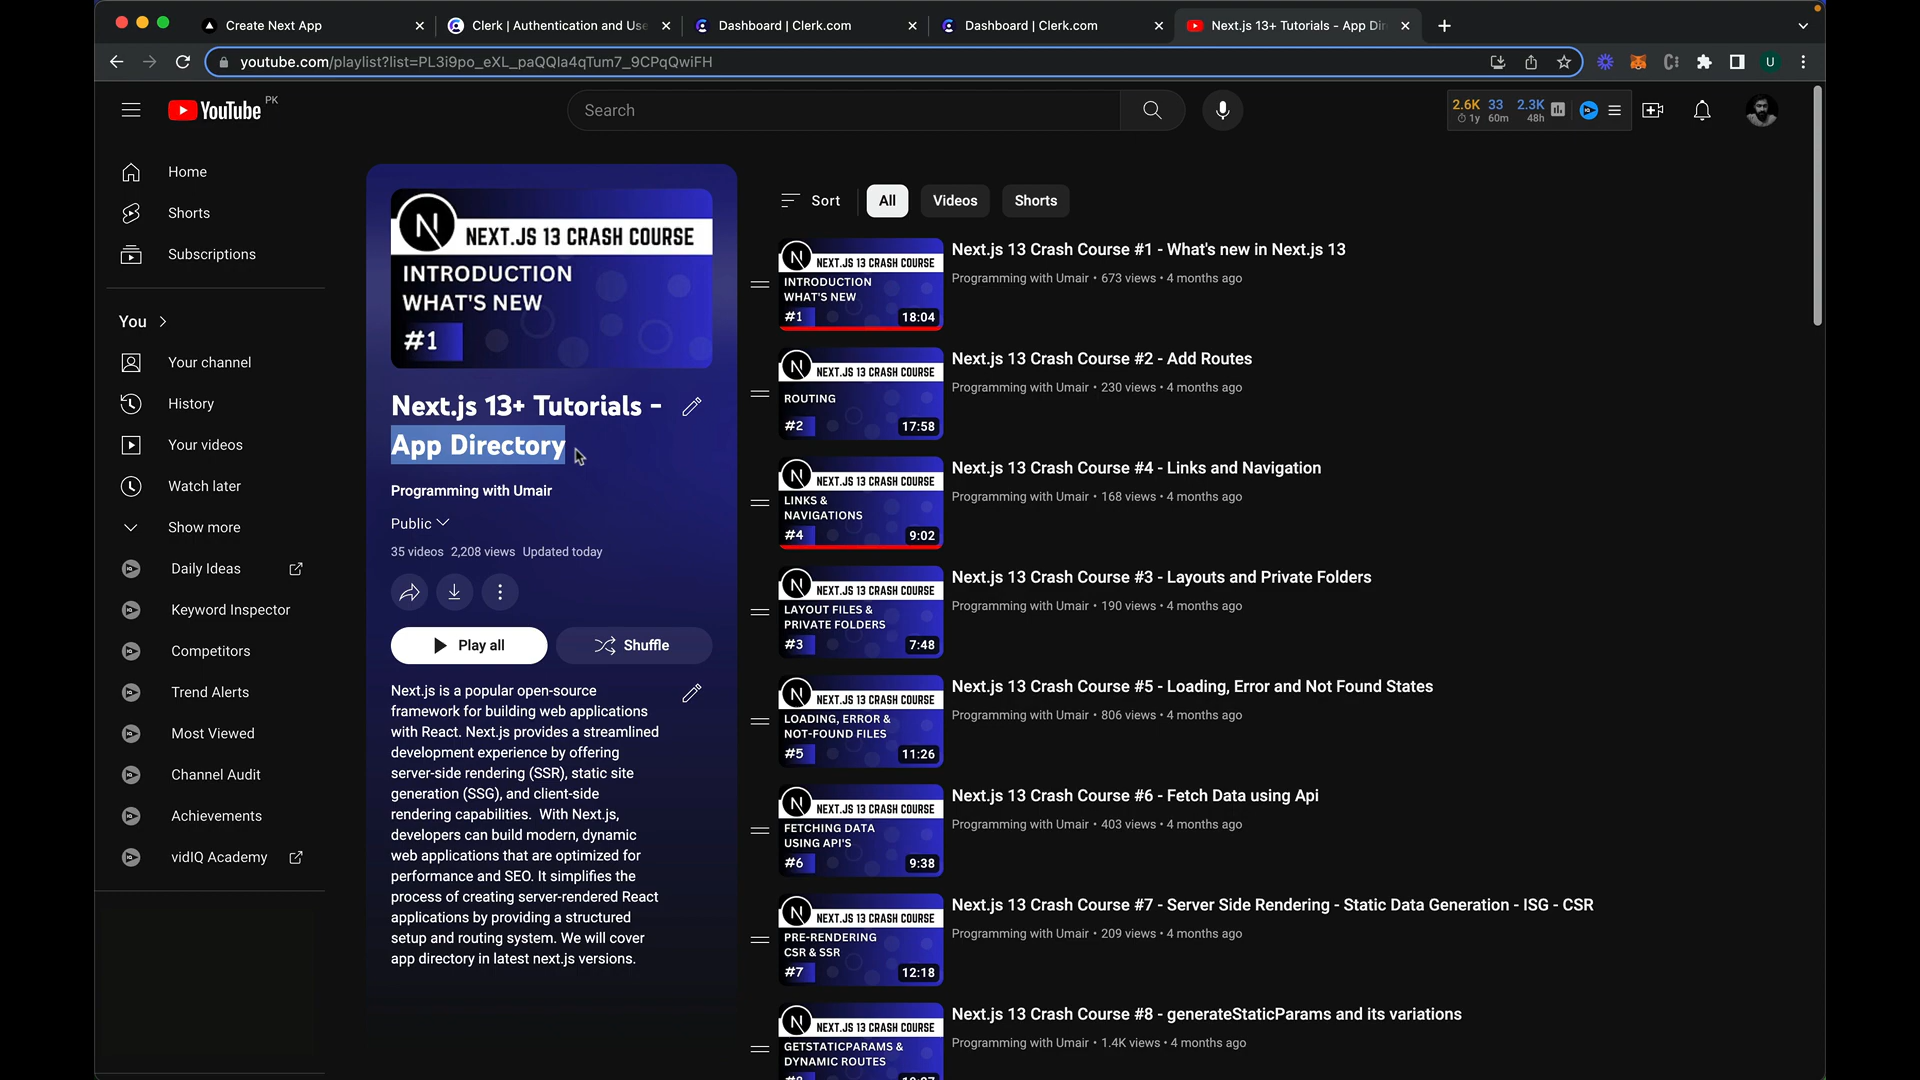 Create Next App
Clerk | Authentication and Use
Dashboard | Clerk.com
Dashboard | Clerk.com
Next.js 13+ Tutorials - App Dir
youtube.com/playlist?list=PL3i9po_eXL_paQQla4qTum7_9CPqQwiFH
U
YouTube PK
Search
2.6K 33 2.3K
1y 60m 48h
Home
Shorts
Subscriptions
You
Your channel
History
Your videos
Watch later
Show more
Daily Ideas
Keyword Inspector
Competitors
Trend Alerts
Most Viewed
Channel Audit
Achievements
vidIQ Academy
NEXT.JS 13 CRASH COURSE
INTRODUCTION
WHAT'S NEW
#1
Next.js 13+ Tutorials -
App Directory
Programming with Umair
Public
35 videos 2,208 views Updated today
Play all
Shuffle
Next.js is a popular open-source
framework for building web applications
with React. Next.js provides a streamlined
development experience by offering
server-side rendering (SSR), static site
generation (SSG), and client-side
rendering capabilities. With Next.js,
developers can build modern, dynamic
web applications that are optimized for
performance and SEO. It simplifies the
process of creating server-rendered React
applications by providing a structured
setup and routing system. We will cover
app directory in latest next.js versions.
Sort
All
Videos
Shorts
NEXT.JS 13 CRASH COURSE
INTRODUCTION
WHAT'S NEW
#1
18:04
Next.js 13 Crash Course #1 - What's new in Next.js 13
Programming with Umair • 673 views • 4 months ago
NEXT.JS 13 CRASH COURSE
ROUTING
#2
17:58
Next.js 13 Crash Course #2 - Add Routes
Programming with Umair • 230 views • 4 months ago
NEXT.JS 13 CRASH COURSE
LINKS &
NAVIGATIONS
#4
9:02
Next.js 13 Crash Course #4 - Links and Navigation
Programming with Umair • 168 views • 4 months ago
NEXT.JS 13 CRASH COURSE
LAYOUT FILES &
PRIVATE FOLDERS
#3
7:48
Next.js 13 Crash Course #3 - Layouts and Private Folders
Programming with Umair • 190 views • 4 months ago
NEXT.JS 13 CRASH COURSE
LOADING, ERROR &
NOT-FOUND FILES
#5
11:26
Next.js 13 Crash Course #5 - Loading, Error and Not Found States
Programming with Umair • 806 views • 4 months ago
NEXT.JS 13 CRASH COURSE
FETCHING DATA
USING API'S
#6
9:38
Next.js 13 Crash Course #6 - Fetch Data using Api
Programming with Umair • 403 views • 4 months ago
NEXT.JS 13 CRASH COURSE
PRE-RENDERING
CSR & SSR
#7
12:18
Next.js 13 Crash Course #7 - Server Side Rendering - Static Data Generation - ISG - CSR
Programming with Umair • 209 views • 4 months ago
NEXT.JS 13 CRASH COURSE
GETSTATICPARAMS &
DYNAMIC ROUTES
Next.js 13 Crash Course #8 - generateStaticParams and its variations
Programming with Umair • 1.4K views • 4 months ago